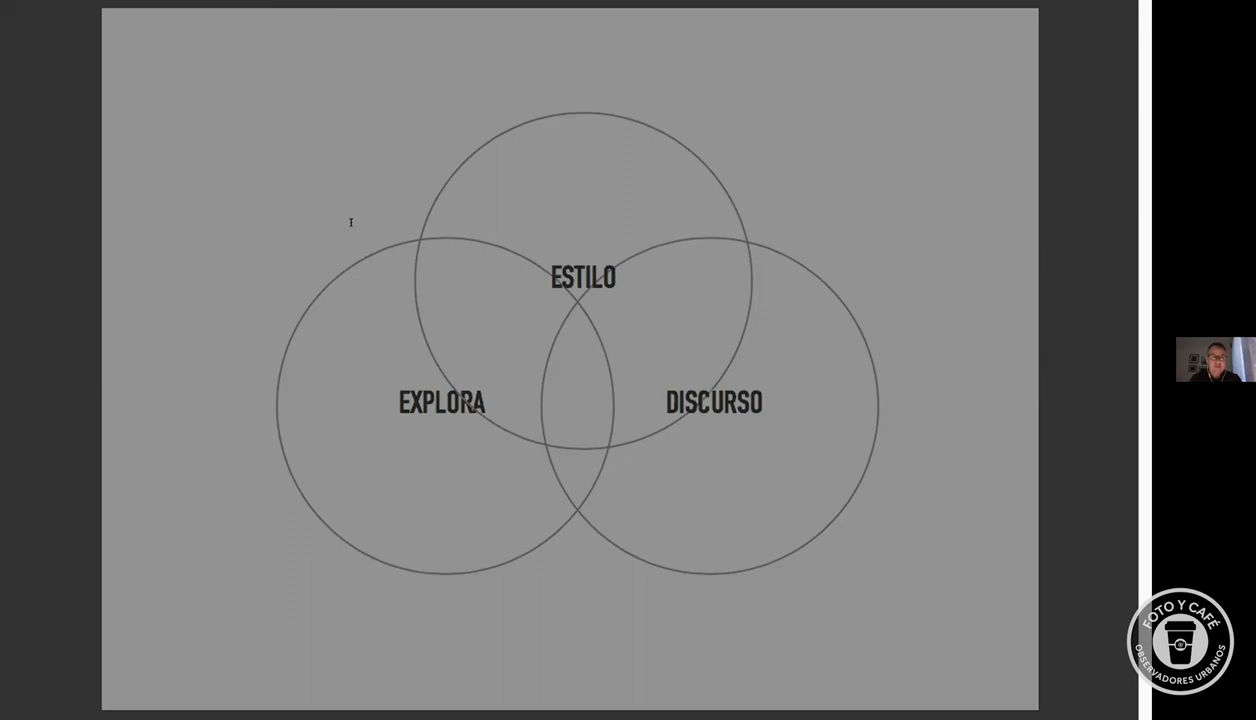 ESTILO
EXPLORA
DISCURSO
FOTO Y CAFÉ
OBSERVADORES URBANOS